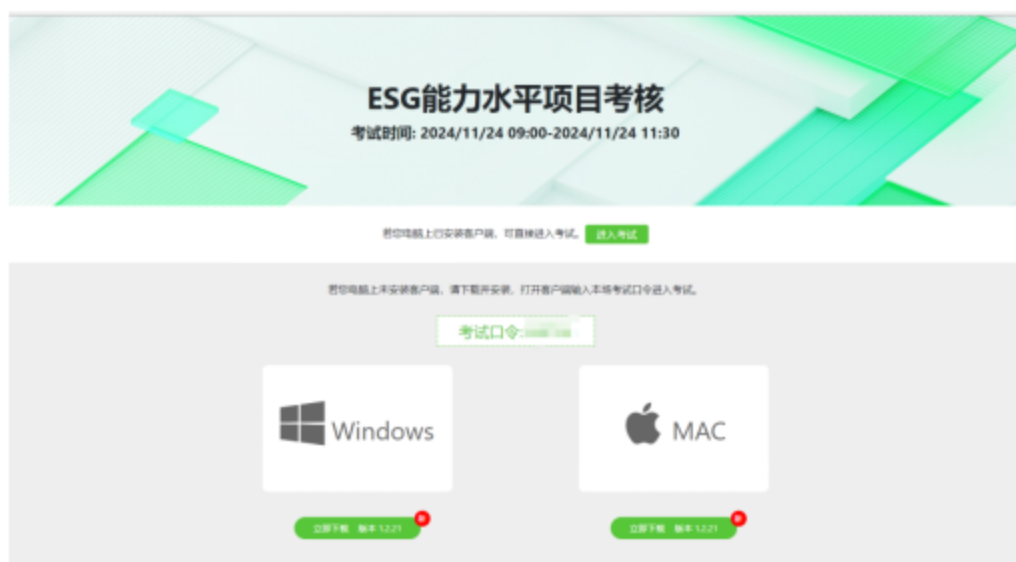 ESG能力水平项目考核
考试时间: 2024/11/24 09:00-2024/11/24 11:30
若您电脑上已安装客户端，可直接进入考试。 进入考试
若您电脑上未安装客户端，请下载并安装，打开客户端输入本场考试口令进入考试。
考试口令:
Windows
MAC
立即下载 版本 1.2.21
立即下载 版本 1.2.21